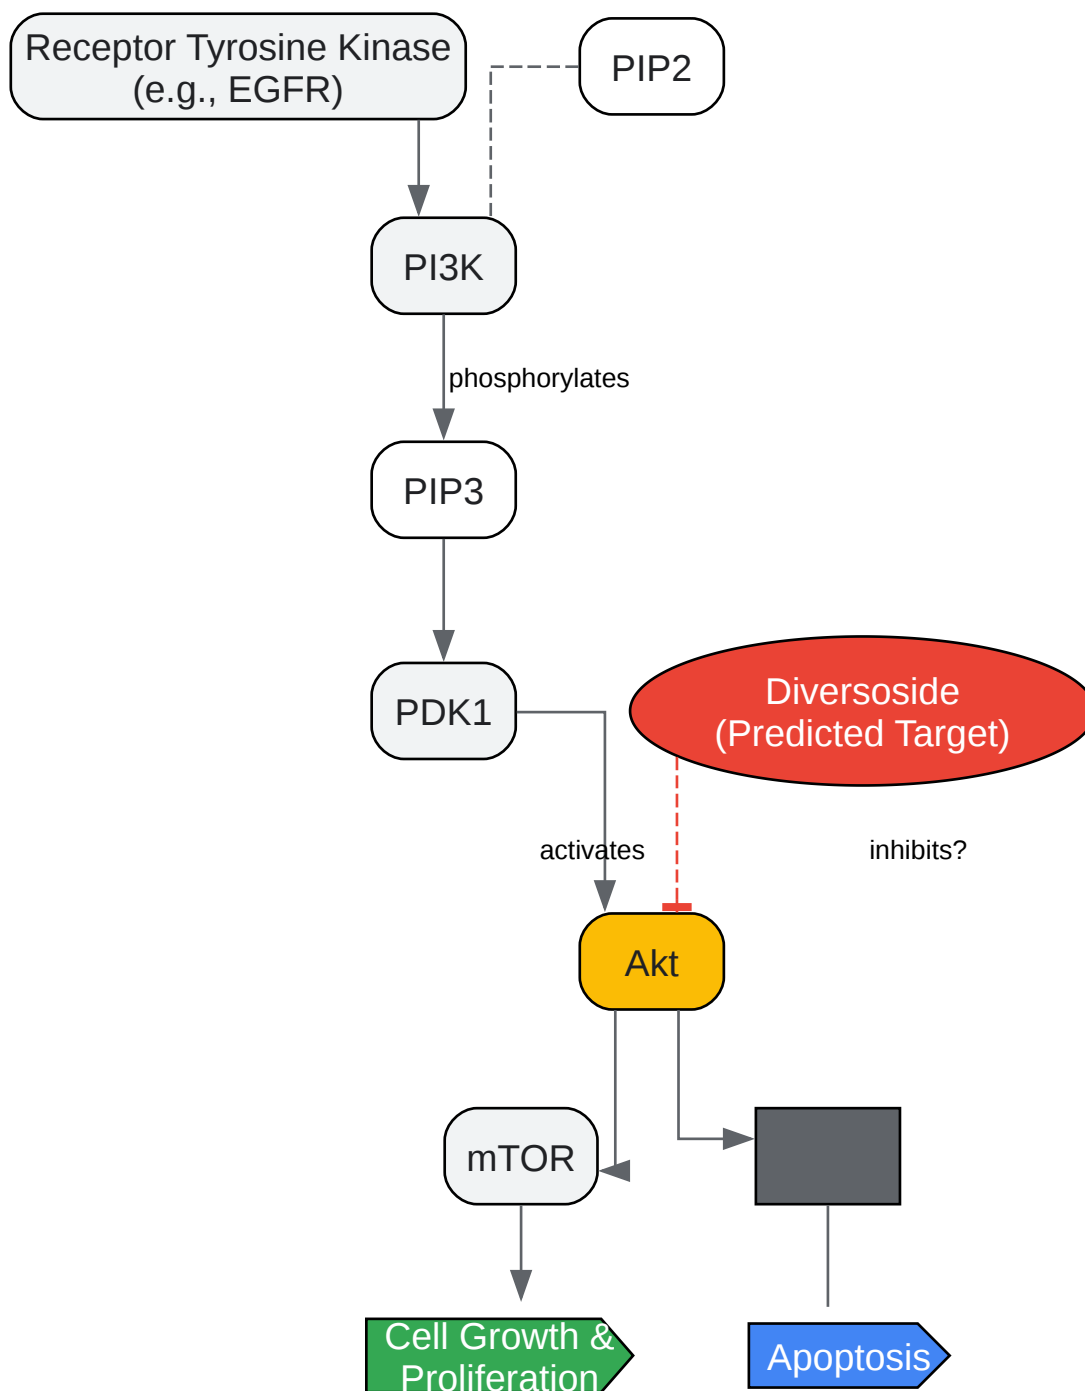 Receptor Tyrosine Kinase
(e.g., EGFR)
PIP2
PI3K
phosphorylates
PIP3
PDK1
Diversoside
(Predicted Target)
activates
inhibits?
Akt
mTOR
Cell Growth &
Proliferation
Apoptosis